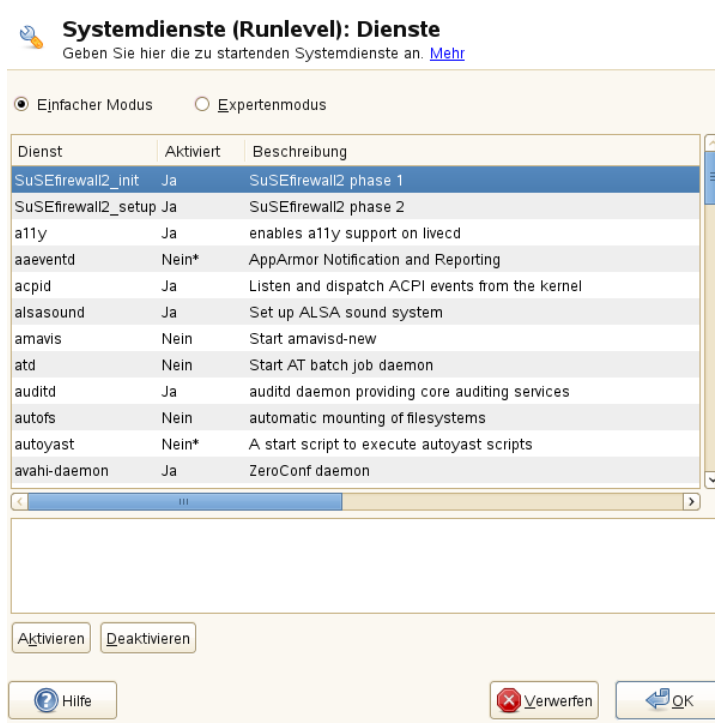 Systemdienste (Runlevel): Dienste
Geben Sie hier die zu startenden Systemdienste an. Mehr
Einfacher Modus Expertenmodus
Dienst Aktiviert Beschreibung
SuSEfirewall2_init Ja SuSEfirewall2 phase 1
SuSEfirewall2_setup Ja SuSEfirewall2 phase 2
a11y Ja enables a11y support on livecd
aaeventd Nein* AppArmor Notification and Reporting
acpid Ja Listen and dispatch ACPI events from the kernel
alsasound Ja Set up ALSA sound system
amavis Nein Start amavisd-new
atd Nein Start AT batch job daemon
auditd Ja auditd daemon providing core auditing services
autofs Nein automatic mounting of filesystems
autoyast Nein* A start script to execute autoyast scripts
avahi-daemon Ja ZeroConf daemon
Aktivieren Deaktivieren
Hilfe Verwerfen OK